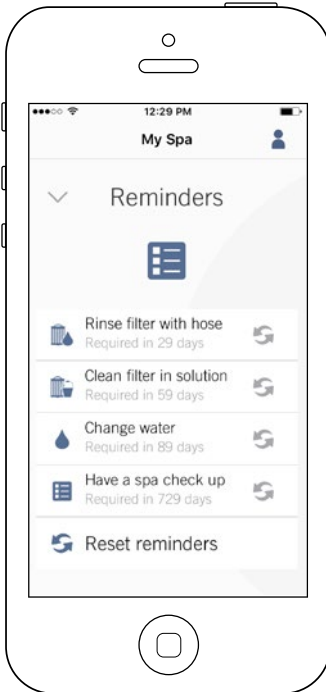 12:29 PM
My Spa
Reminders
Rinse filter with hose
Required in 29 days
Clean filter in solution
Required in 59 days
Change water
Required in 89 days
Have a spa check up
Required in 729 days
Reset reminders